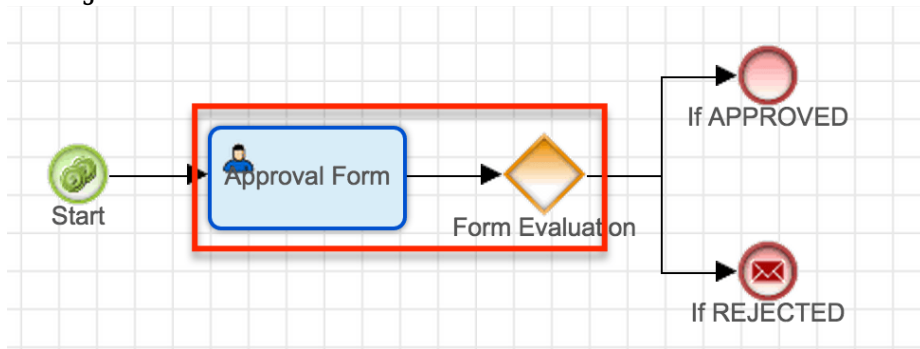 Start
Approval Form
Form Evaluation
If APPROVED
If REJECTED